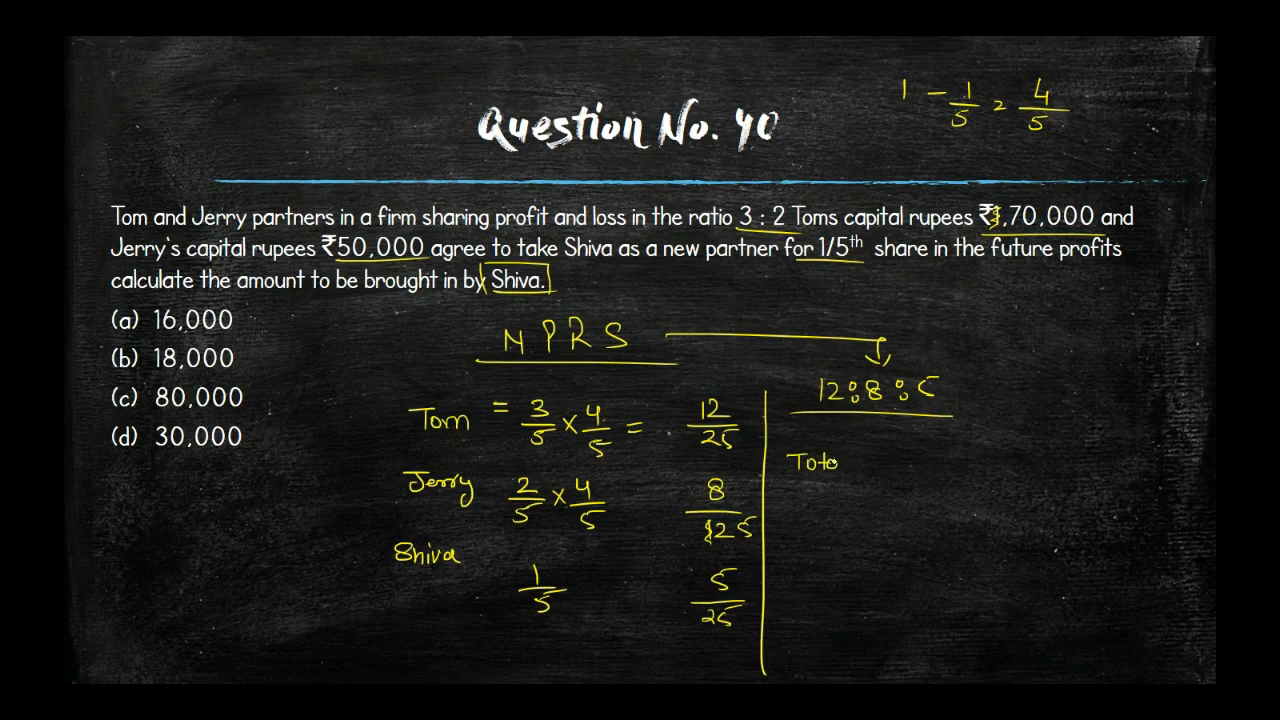 1 - 1/5 = 4/5
Question No. 40
Tom and Jerry partners in a firm sharing profit and loss in the ratio 3 : 2 Toms capital rupees ₹1,70,000 and
Jerry's capital rupees ₹50,000 agree to take Shiva as a new partner for 1/5th share in the future profits
calculate the amount to be brought in by Shiva.
(a) 16,000
(b) 18,000
(c) 80,000
(d) 30,000
NPRS
12:8:5
Tom = 3/5 × 4/5 = 12/25
Tota
Jerry 2/5 × 4/5 8/25
Shiva 1/5 5/25